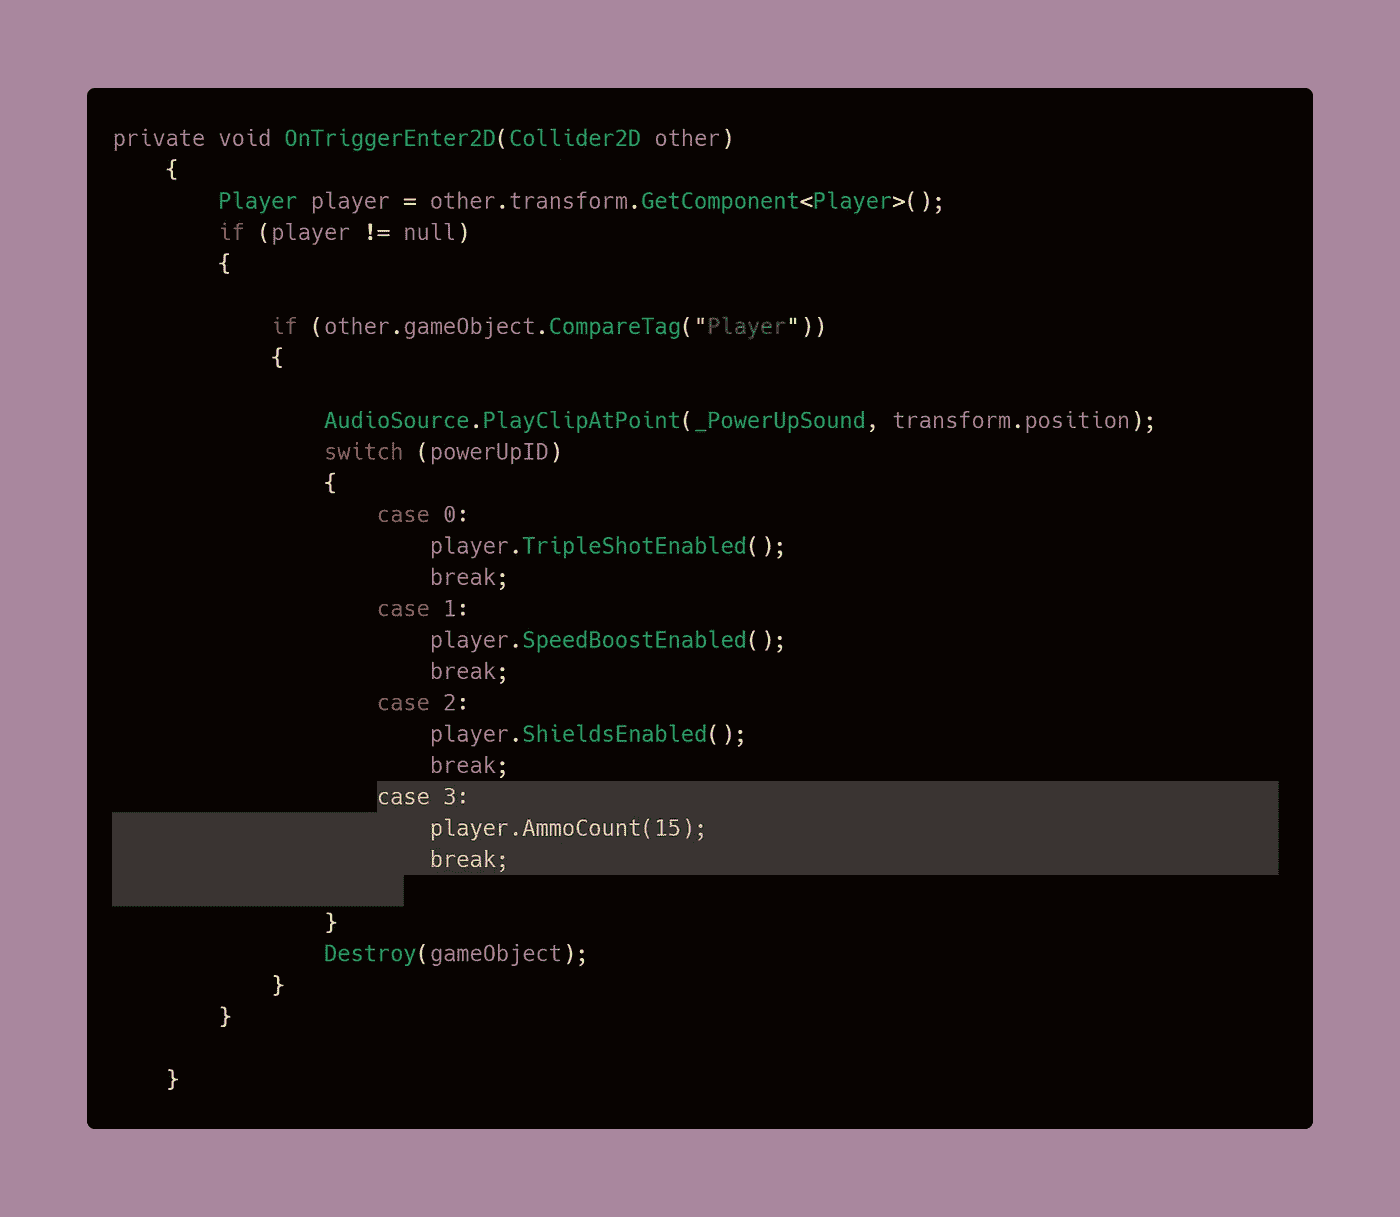 private void OnTriggerEnter2D(Collider2D other)
    {
        Player player = other.transform.GetComponent<Player>();
        if (player != null)
        {

            if (other.gameObject.CompareTag("Player"))
            {

                AudioSource.PlayClipAtPoint(_PowerUpSound, transform.position);
                switch (powerUpID)
                {
                    case 0:
                        player.TripleShotEnabled();
                        break;
                    case 1:
                        player.SpeedBoostEnabled();
                        break;
                    case 2:
                        player.ShieldsEnabled();
                        break;
                    case 3:
                        player.AmmoCount(15);
                        break;

                }
                Destroy(gameObject);
            }
        }

    }